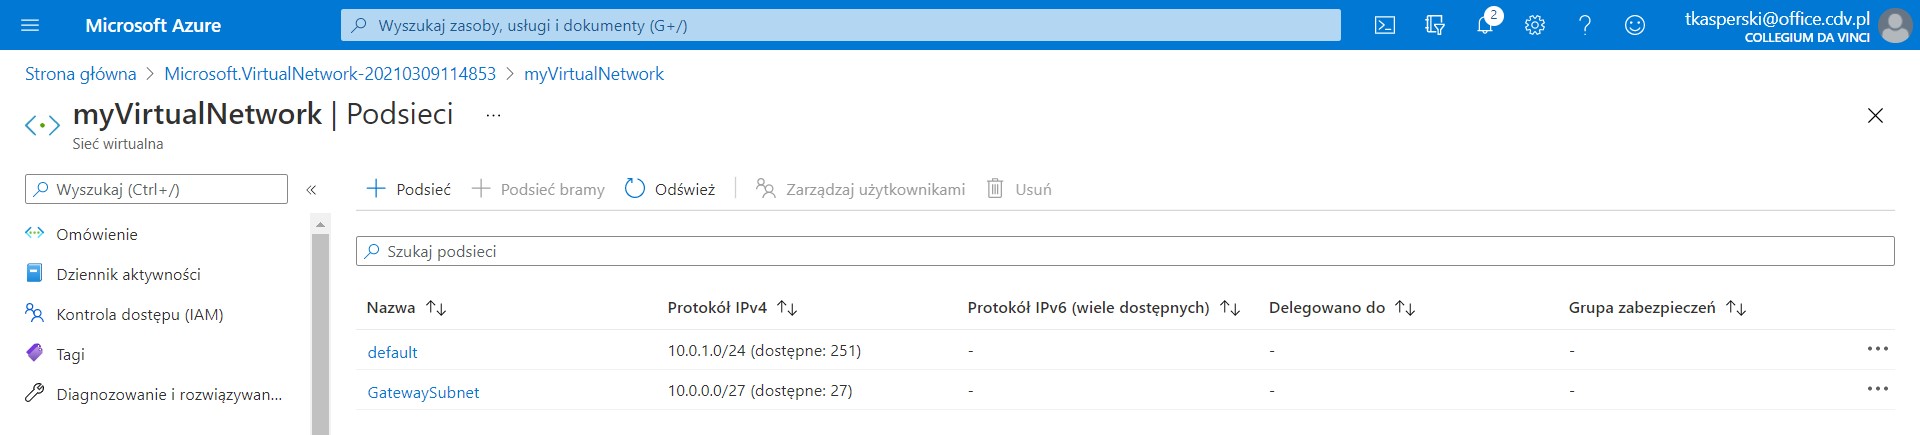 Microsoft Azure
Wyszukaj zasoby, usługi i dokumenty (G+/)
2
tkasperski@office.cdv.pl
COLLEGIUM DA VINCI
Strona główna > Microsoft.VirtualNetwork-20210309114853 > myVirtualNetwork
myVirtualNetwork | Podsieci ...
Sieć wirtualna
Wyszukaj (Ctrl+/)
Omówienie
Dziennik aktywności
Kontrola dostępu (IAM)
Tagi
Diagnozowanie i rozwiązywan...
+ Podsieć + Podsieć bramy Odśwież Zarządzaj użytkownikami Usuń
Szukaj podsieci
Nazwa Protokół IPv4 Protokół IPv6 (wiele dostępnych) Delegowano do Grupa zabezpieczeń
default 10.0.1.0/24 (dostępne: 251) - - -
GatewaySubnet 10.0.0.0/27 (dostępne: 27) - - -